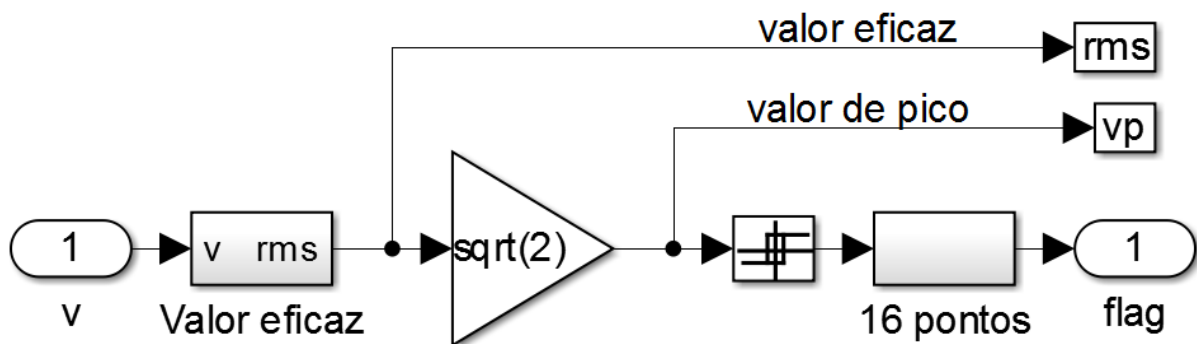 valor eficaz
rms
valor de pico
vp
1
v rms
sqrt(2)
1
v
Valor eficaz
16 pontos
flag